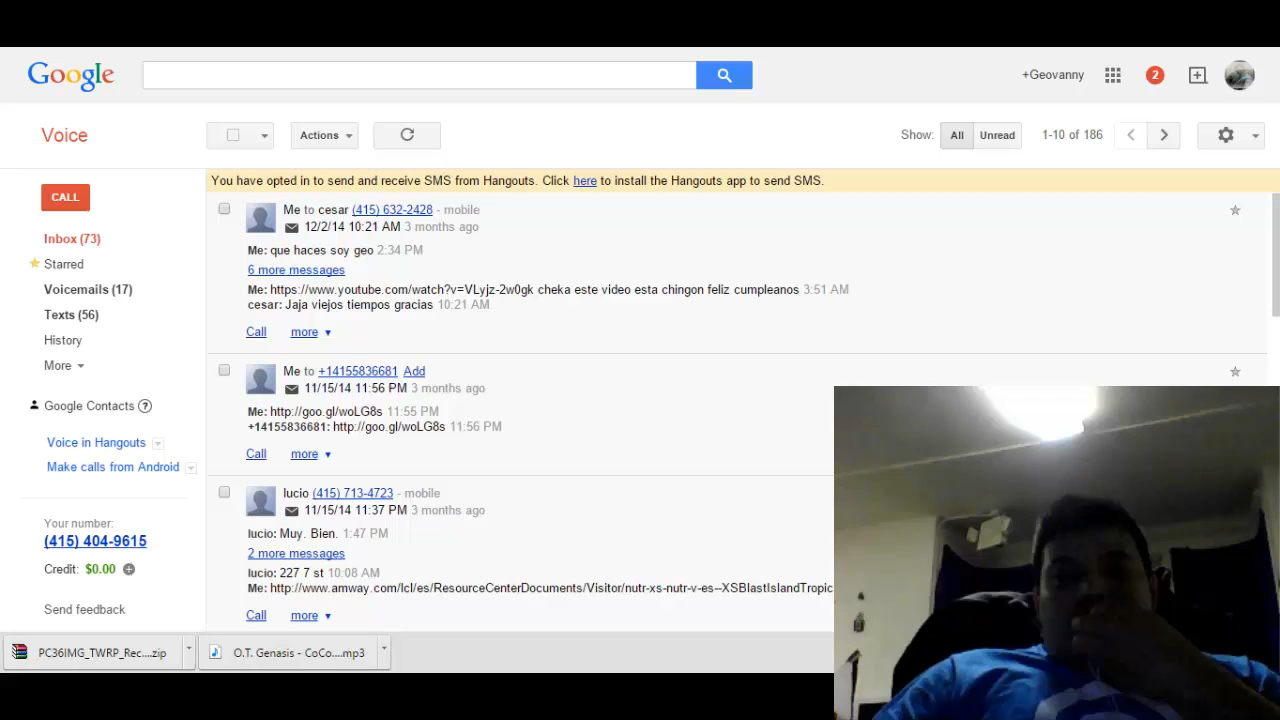 Google
+Geovanny
2
Voice
Actions
Show: All Unread 1-10 of 186
CALL
You have opted in to send and receive SMS from Hangouts. Click here to install the Hangouts app to send SMS.
Inbox (73)
Starred
Voicemails (17)
Texts (56)
History
More
Google Contacts ?
Voice in Hangouts
Make calls from Android
Your number:
(415) 404-9615
Credit: $0.00
Send feedback
Me to cesar (415) 632-2428 - mobile
12/2/14 10:21 AM 3 months ago
Me: que haces soy geo 2:34 PM
6 more messages
Me: https://www.youtube.com/watch?v=VLyjz-2w0gk cheka este video esta chingon feliz cumpleanos 3:51 AM
cesar: Jaja viejos tiempos gracias 10:21 AM
Call more
Me to +14155836681 Add
11/15/14 11:56 PM 3 months ago
Me: http://goo.gl/woLG8s 11:55 PM
+14155836681: http://goo.gl/woLG8s 11:56 PM
Call more
lucio (415) 713-4723 - mobile
11/15/14 11:37 PM 3 months ago
lucio: Muy. Bien. 1:47 PM
2 more messages
lucio: 227 7 st 10:08 AM
Me: http://www.amway.com/lcl/es/ResourceCenterDocuments/Visitor/nutr-xs-nutr-v-es--XSBlastIslandTropic
Call more
PC36IMG_TWRP_Rec....zip
O.T. Genasis - CoCo....mp3